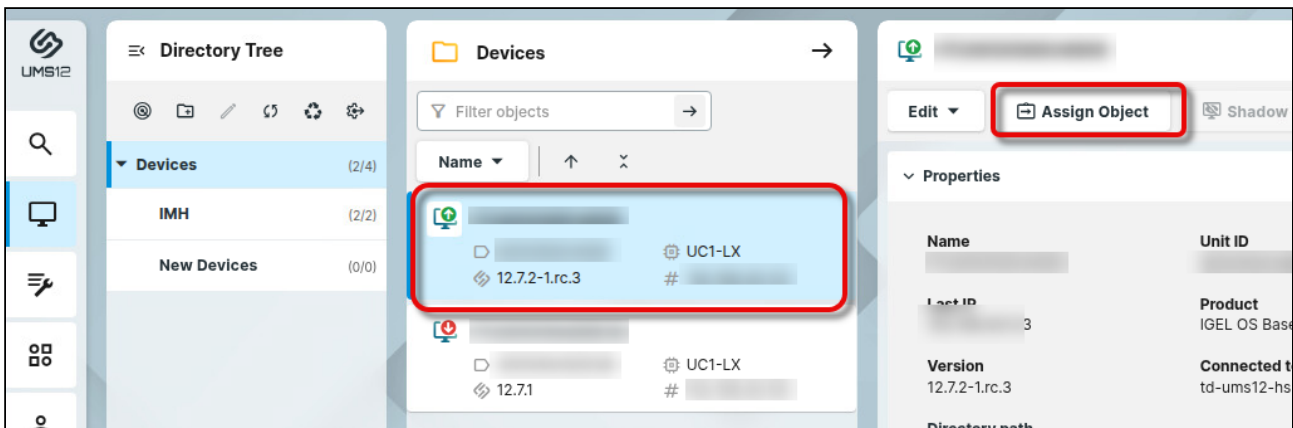 UMS12
Directory Tree
Devices (2/4)
IMH (2/2)
New Devices (0/0)
Devices
Filter objects
Name
UC1-LX
12.7.2-1.rc.3
#
UC1-LX
12.7.1
#
Edit
Assign Object
Shadow
Properties
Name
Unit ID
Last IP
3
Product
IGEL OS Base
Version
12.7.2-1.rc.3
Connected t
td-ums12-hs
Directory path